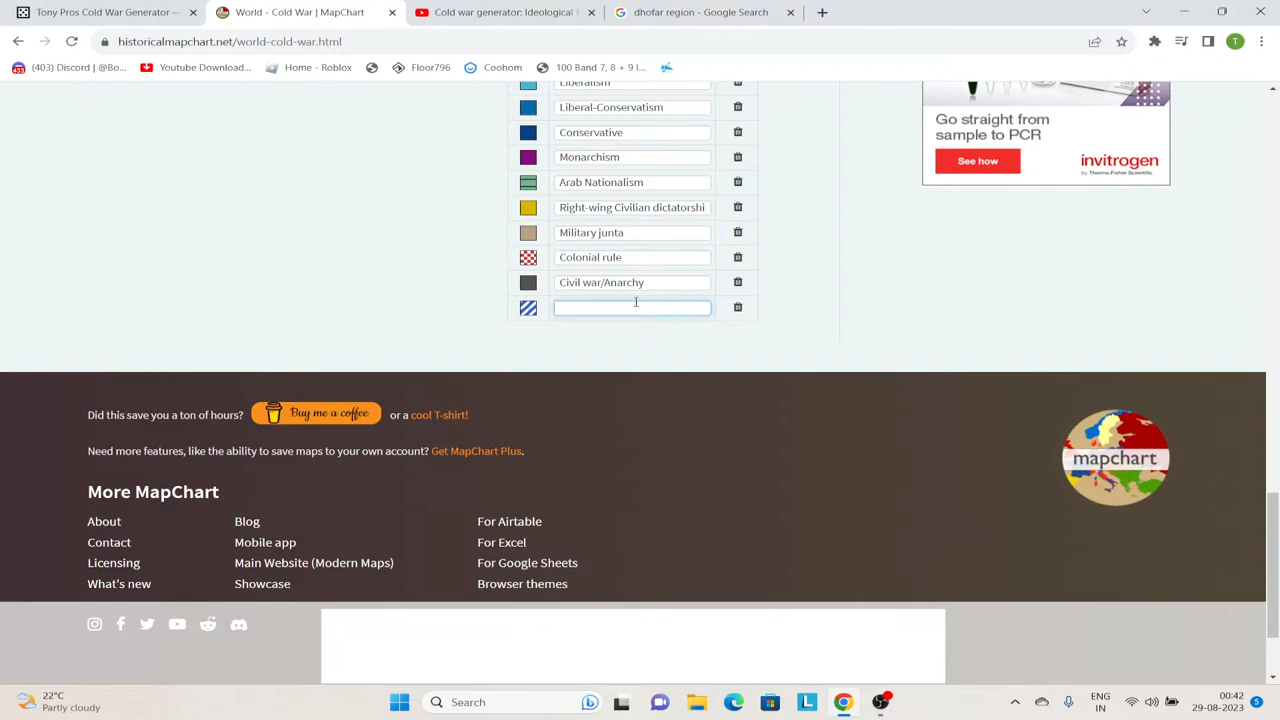 Tony Pros Cold War Generator —
World - Cold War | MapChart
Cold war generator: Ideological
dhofar region - Google Search
historicalmapchart.net/world-cold-war.html
T
(403) Discord | @Bo...
Youtube Download...
Home - Roblox
Floor796
Coohom
100 Band 7, 8 + 9 I...
Liberalism
Liberal-Conservatism
Conservative
Monarchism
Arab Nationalism
Right-wing Civilian dictatorshi
Military junta
Colonial rule
Civil war/Anarchy
Go straight from
sample to PCR
See how
invitrogen
by Thermo Fisher Scientific
Did this save you a ton of hours?
Buy me a coffee
or a cool T-shirt!
Need more features, like the ability to save maps to your own account? Get MapChart Plus.
mapchart
More MapChart
About
Blog
For Airtable
Contact
Mobile app
For Excel
Licensing
Main Website (Modern Maps)
For Google Sheets
What's new
Showcase
Browser themes
22°C
Partly cloudy
Search
L
ENG
IN
00:42
29-08-2023
5